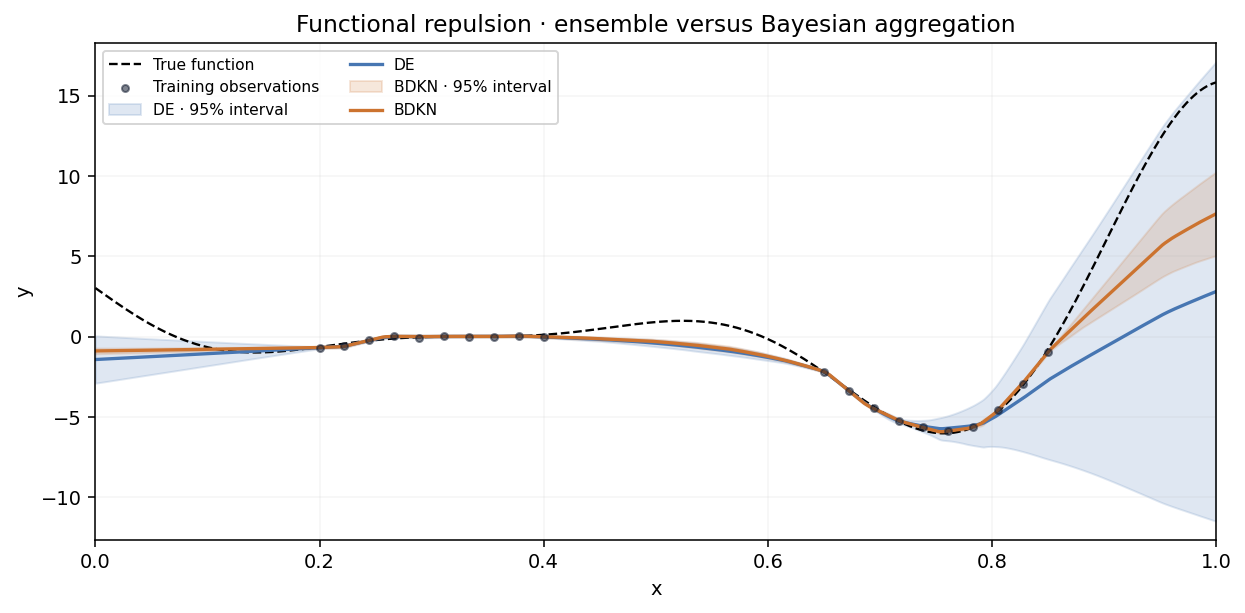 Functional repulsion · ensemble versus Bayesian aggregation
True function
Training observations
DE · 95% interval
DE
BDKN · 95% interval
BDKN
15
10
5
0
−5
−10
y
0.0
0.2
0.4
0.6
0.8
1.0
x